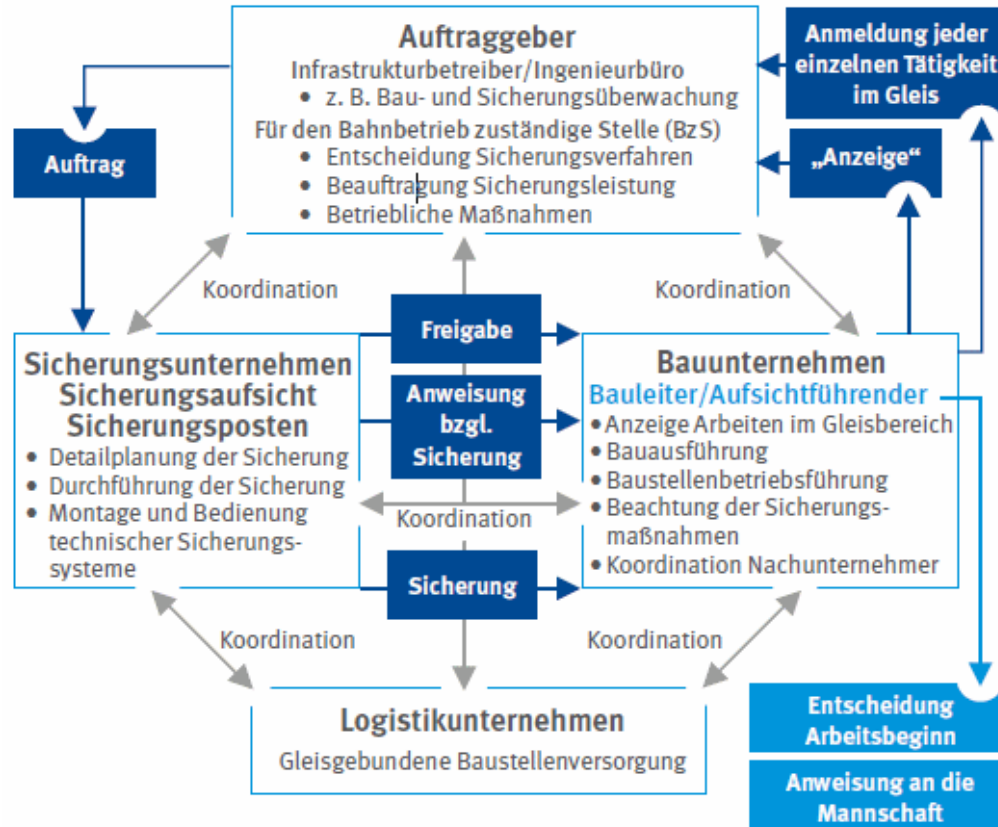 Auftraggeber
Infrastrukturbetreiber/Ingenieurbüro
• z. B. Bau- und Sicherungsüberwachung
Für den Bahnbetrieb zuständige Stelle (BzS)
• Entscheidung Sicherungsverfahren
• Beauftragung Sicherungsleistung
• Betriebliche Maßnahmen
Anmeldung jeder
einzelnen Tätigkeit
im Gleis
„Anzeige“
Auftrag
Koordination
Koordination
Freigabe
Anweisung
bzgl.
Sicherung
Koordination
Sicherung
Sicherungsunternehmen
Sicherungsaufsicht
Sicherungsposten
• Detailplanung der Sicherung
• Durchführung der Sicherung
• Montage und Bedienung
technischer Sicherungs-
systeme
Bauunternehmen
Bauleiter/Aufsichtführender
• Anzeige Arbeiten im Gleisbereich
• Bauausführung
• Baustellenbetriebsführung
• Beachtung der Sicherungs-
maßnahmen
• Koordination Nachunternehmer
Koordination
Koordination
Logistikunternehmen
Gleisgebundene Baustellenversorgung
Entscheidung
Arbeitsbeginn
Anweisung an die
Mannschaft